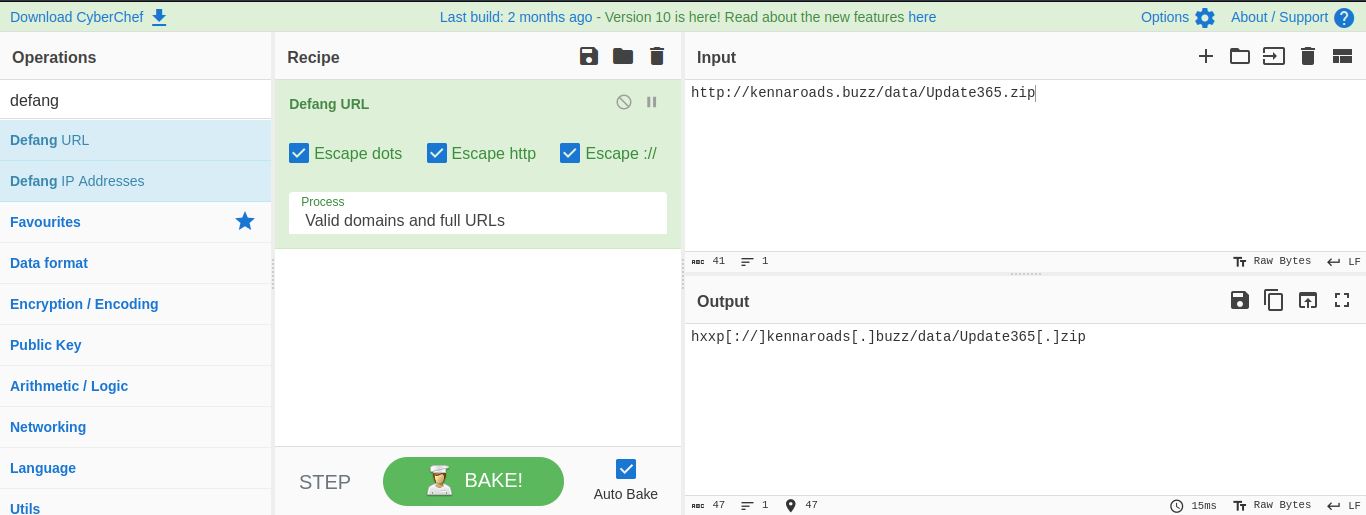 Download CyberChef
Last build: 2 months ago - Version 10 is here! Read about the new features here
Options
About / Support
Operations
defang
Defang URL
Defang IP Addresses
Favourites
Data format
Encryption / Encoding
Public Key
Arithmetic / Logic
Networking
Language
Utils
Recipe
Defang URL
Escape dots
Escape http
Escape ://
Process
Valid domains and full URLs
STEP
BAKE!
Auto Bake
Input
http://kennaroads.buzz/data/Update365.zip
ABC 41 1
Tt Raw Bytes LF
Output
hxxp[://]kennaroads[.]buzz/data/Update365[.]zip
ABC 47 1 47
15ms Tt Raw Bytes LF